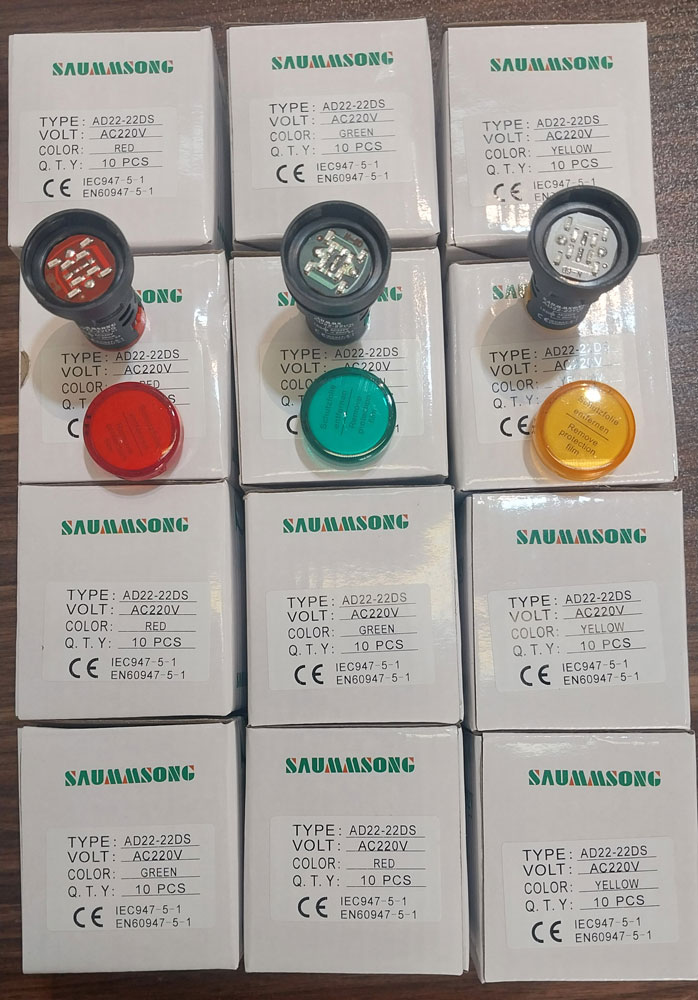 SAUMMSONG
TYPE: AD22-22DS
VOLT: AC220V
COLOR: RED
Q. T. Y: 10 PCS
CE IEC947-5-1
EN60947-5-1
SAUMMSONG
TYPE: AD22-22DS
VOLT: AC220V
COLOR: GREEN
Q. T. Y: 10 PCS
CE IEC947-5-1
EN60947-5-1
SAUMMSONG
TYPE: AD22-22DS
VOLT: AC220V
COLOR: YELLOW
Q. T. Y: 10 PCS
CE IEC947-5-1
TYPE: AD22-22DS
VOLT: AC220V
COLOR: RED
Q. T.
TYPE: AD22-22DS
VOLT:
COLOR:
Q. T. Y:
TYPE: AD22-22DS
VOLT:
COLOR:
Q. T.
Schutzfolie
entfernen
Remove
protection
film
Schutzfolie
entfernen
Remove
protection
film
SAUMMSONG
TYPE: AD22-22DS
VOLT: AC220V
COLOR: RED
Q. T. Y: 10 PCS
CE IEC947-5-1
EN60947-5-1
SAUMMSONG
TYPE: AD22-22DS
VOLT: AC220V
COLOR: GREEN
Q. T. Y: 10 PCS
CE IEC947-5-1
EN60947-5-1
SAUMMSONG
TYPE: AD22-22DS
VOLT: AC220V
COLOR: YELLOW
Q. T. Y: 10 PCS
CE IEC947-5-1
EN60947-5-1
SAUMMSONG
TYPE: AD22-22DS
VOLT: AC220V
COLOR: GREEN
Q. T. Y: 10 PCS
CE IEC947-5-1
EN60947-5-1
SAUMMSONG
TYPE: AD22-22DS
VOLT: AC220V
COLOR: RED
Q. T. Y: 10 PCS
CE IEC947-5-1
EN60947-5-1
SAUMMSONG
TYPE: AD22-22DS
VOLT: AC220V
COLOR: YELLOW
Q. T. Y: 10 PCS
CE IEC947-5-1
EN60947-5-1